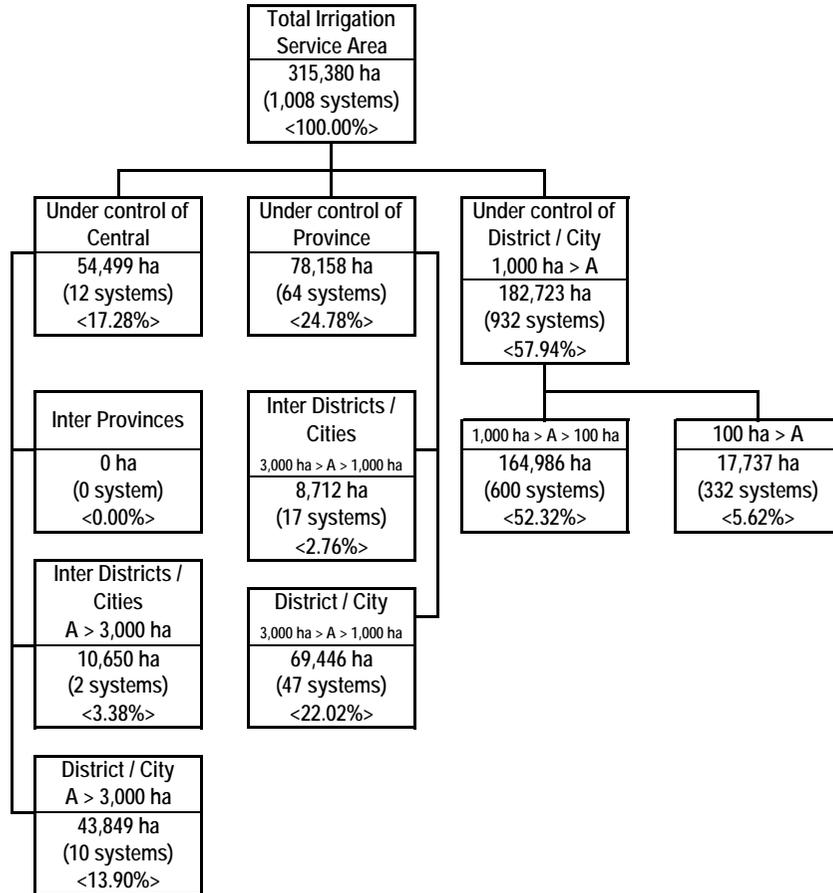 Total Irrigation
Service Area
315,380 ha
(1,008 systems)
<100.00%>
Under control of
Central
54,499 ha
(12 systems)
<17.28%>
Under control of
Province
78,158 ha
(64 systems)
<24.78%>
Under control of
District / City
1,000 ha > A
182,723 ha
(932 systems)
<57.94%>
Inter Provinces
0 ha
(0 system)
<0.00%>
Inter Districts /
Cities
3,000 ha > A > 1,000 ha
8,712 ha
(17 systems)
<2.76%>
1,000 ha > A > 100 ha
164,986 ha
(600 systems)
<52.32%>
100 ha > A
17,737 ha
(332 systems)
<5.62%>
Inter Districts /
Cities
A > 3,000 ha
10,650 ha
(2 systems)
<3.38%>
District / City
3,000 ha > A > 1,000 ha
69,446 ha
(47 systems)
<22.02%>
District / City
A > 3,000 ha
43,849 ha
(10 systems)
<13.90%>